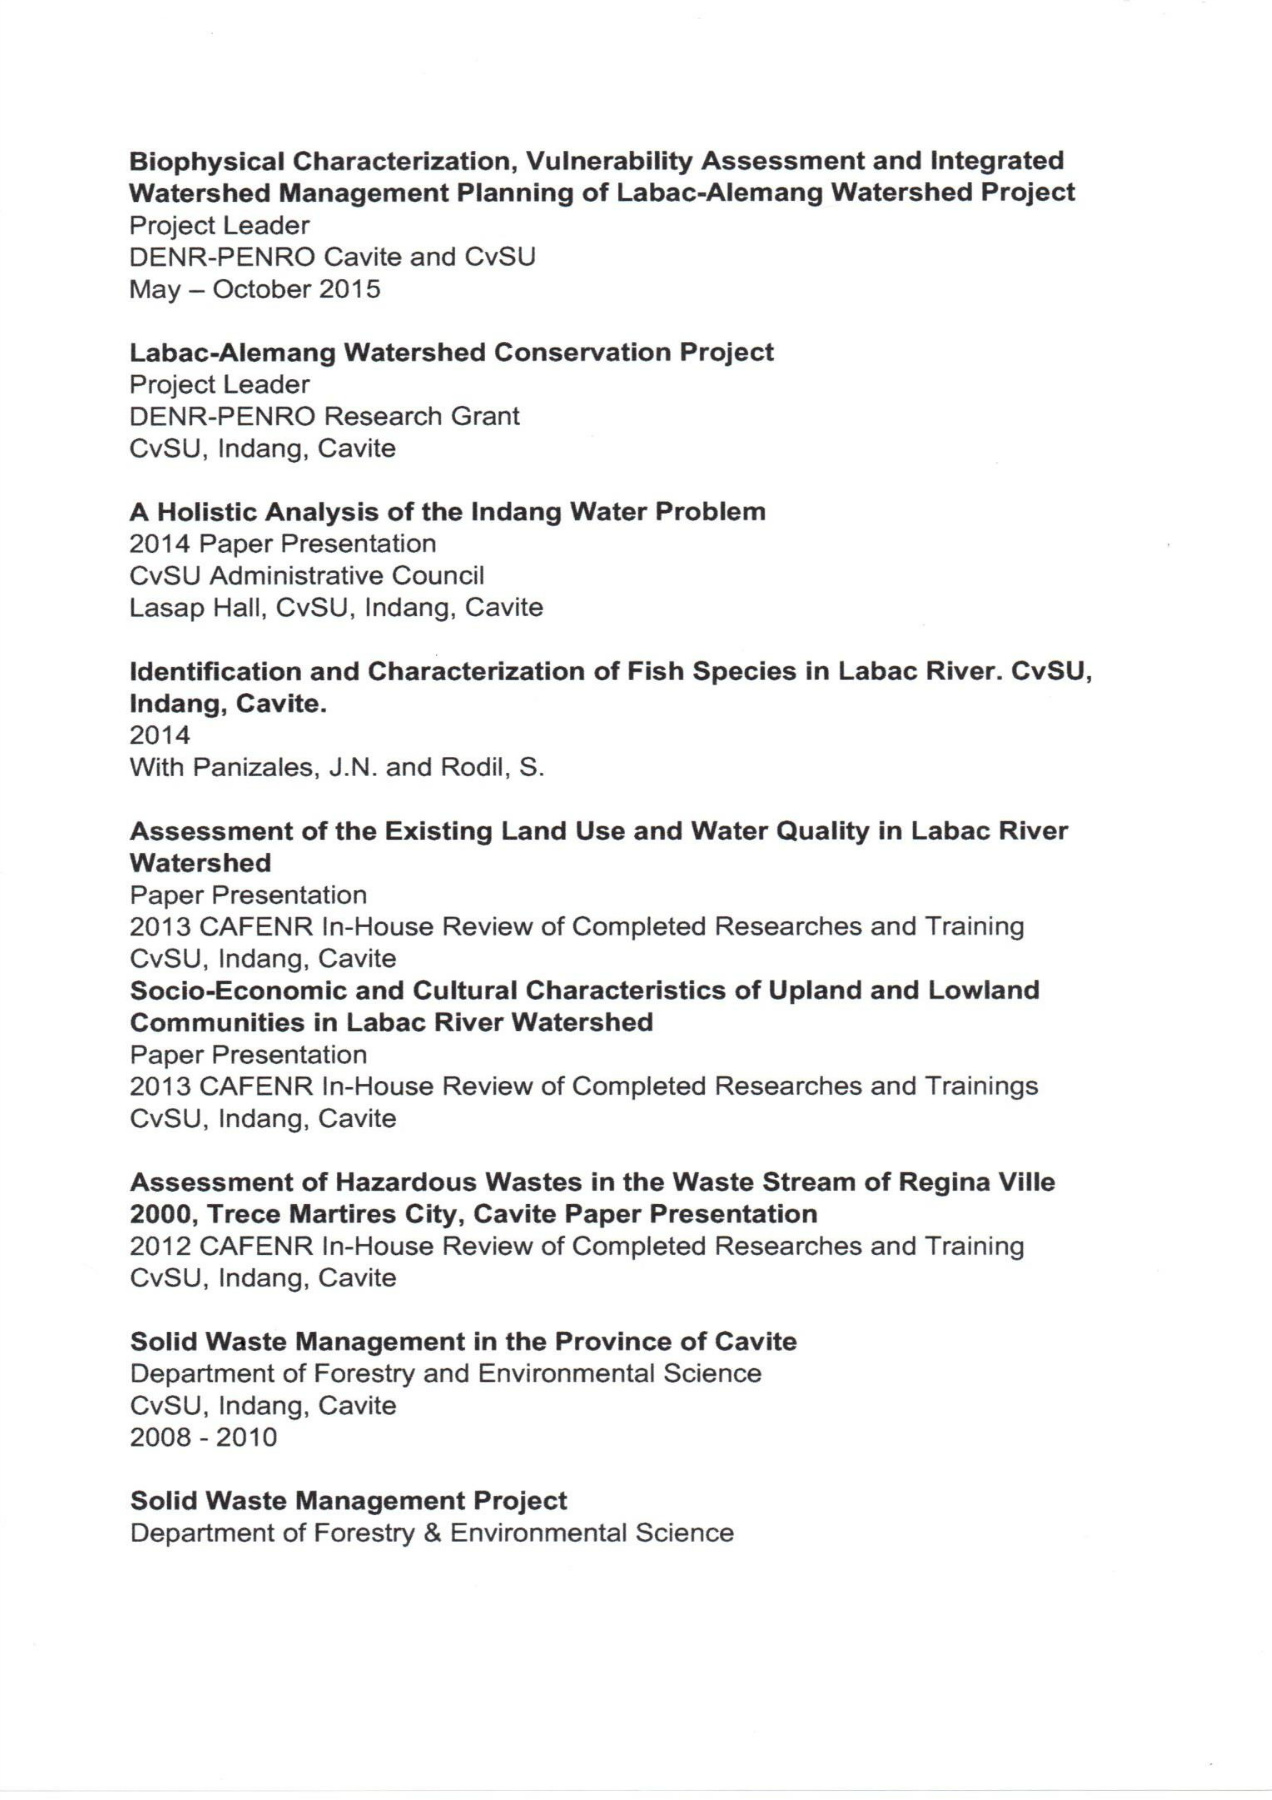 Biophysical Characterization, Vulnerability Assessment and Integrated
Watershed Management Planning of Labac-Alemang Watershed Project
Project Leader
DENR-PENRO Cavite and CvSU
May – October 2015
Labac-Alemang Watershed Conservation Project
Project Leader
DENR-PENRO Research Grant
CvSU, Indang, Cavite
A Holistic Analysis of the Indang Water Problem
2014 Paper Presentation
CvSU Administrative Council
Lasap Hall, CvSU, Indang, Cavite
Identification and Characterization of Fish Species in Labac River. CvSU,
Indang, Cavite.
2014
With Panizales, J.N. and Rodil, S.
Assessment of the Existing Land Use and Water Quality in Labac River
Watershed
Paper Presentation
2013 CAFENR In-House Review of Completed Researches and Training
CvSU, Indang, Cavite
Socio-Economic and Cultural Characteristics of Upland and Lowland
Communities in Labac River Watershed
Paper Presentation
2013 CAFENR In-House Review of Completed Researches and Trainings
CvSU, Indang, Cavite
Assessment of Hazardous Wastes in the Waste Stream of Regina Ville
2000, Trece Martires City, Cavite Paper Presentation
2012 CAFENR In-House Review of Completed Researches and Training
CvSU, Indang, Cavite
Solid Waste Management in the Province of Cavite
Department of Forestry and Environmental Science
CvSU, Indang, Cavite
2008 - 2010
Solid Waste Management Project
Department of Forestry & Environmental Science